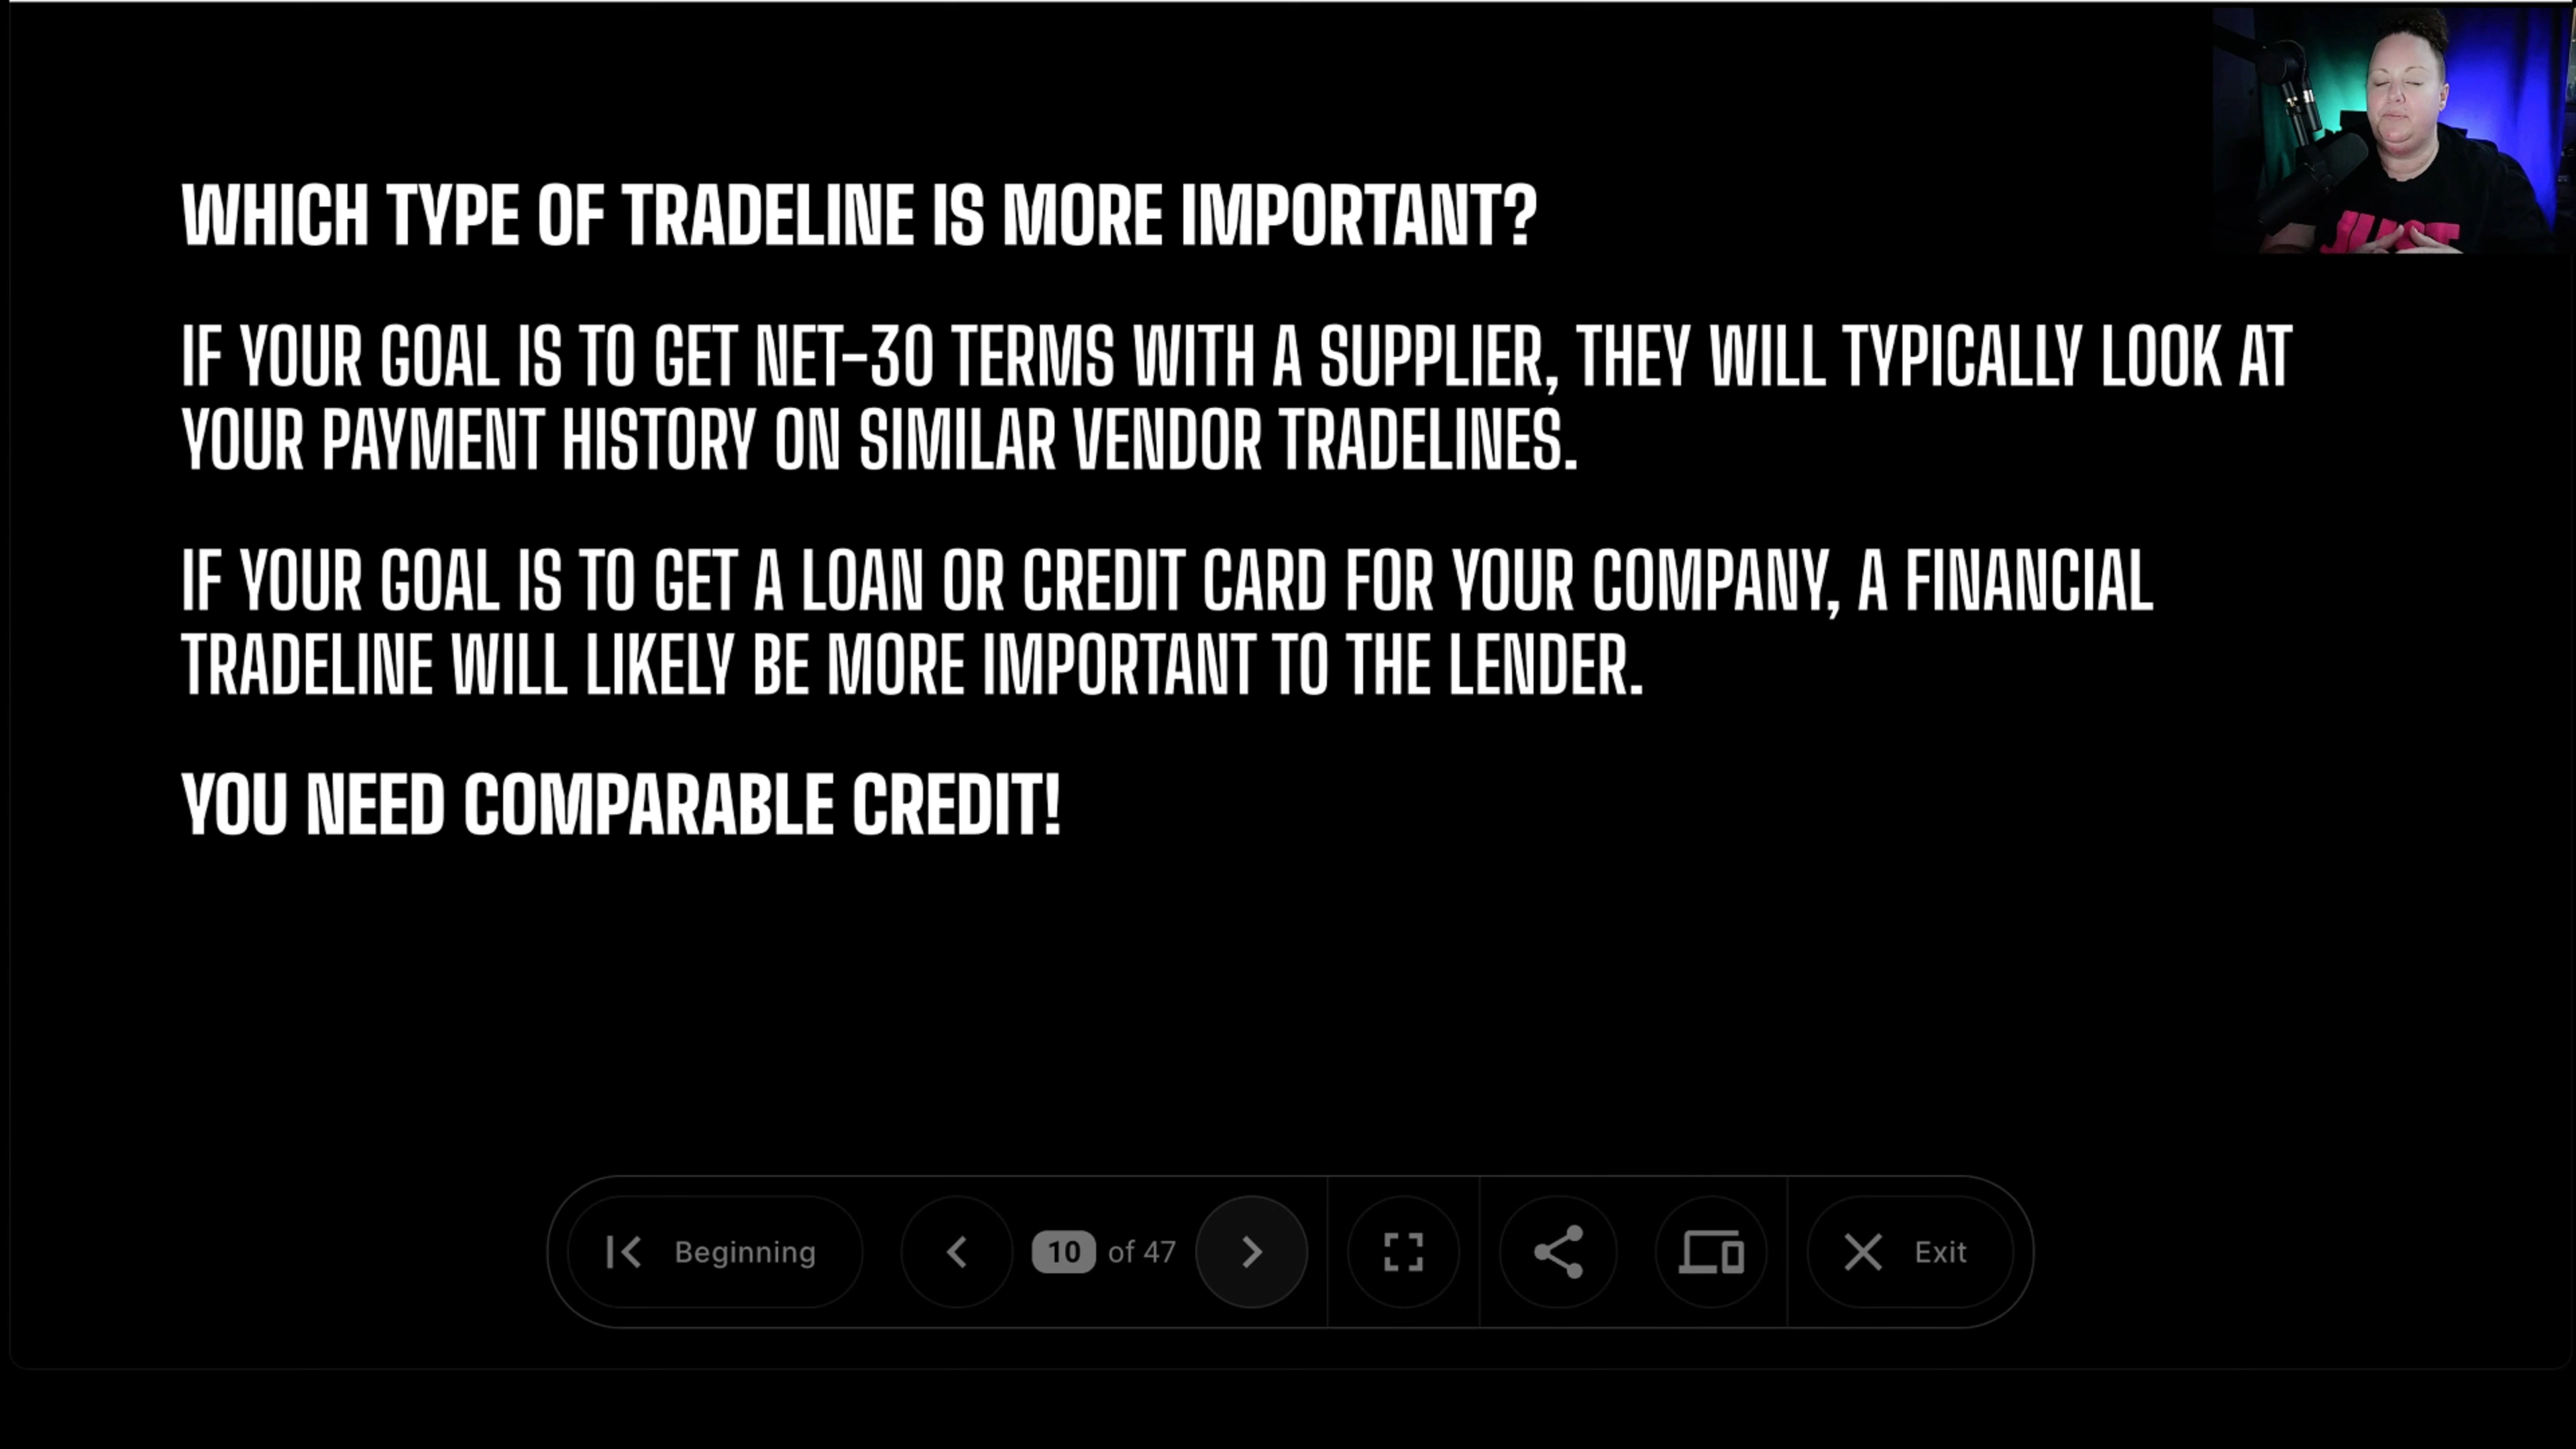 WHICH TYPE OF TRADELINE IS MORE IMPORTANT?
IF YOUR GOAL IS TO GET NET-30 TERMS WITH A SUPPLIER, THEY WILL TYPICALLY LOOK AT
YOUR PAYMENT HISTORY ON SIMILAR VENDOR TRADELINES.
IF YOUR GOAL IS TO GET A LOAN OR CREDIT CARD FOR YOUR COMPANY, A FINANCIAL
TRADELINE WILL LIKELY BE MORE IMPORTANT TO THE LENDER.
YOU NEED COMPARABLE CREDIT!
Beginning 10 of 47 Exit